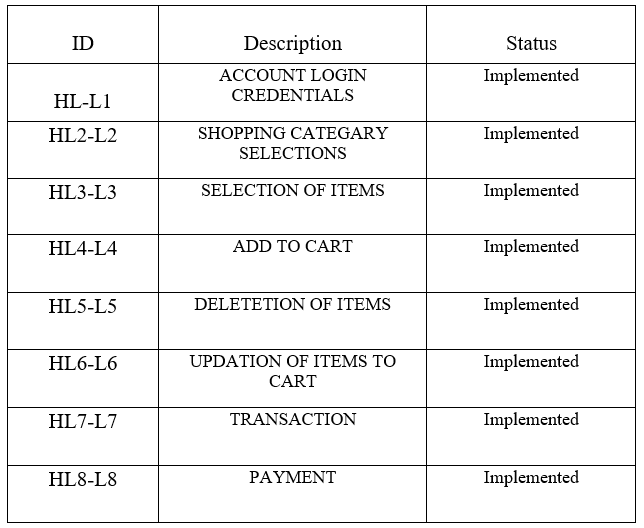 ID Description Status
ACCOUNT LOGIN Implemented
CREDENTIALS
HL-L1
HL2-L2 SHOPPING CATEGARY Implemented
SELECTIONS
HL3-L3 SELECTION OF ITEMS Implemented
HL4-L4 ADD TO CART Implemented
HL5-L5 DELETETION OF ITEMS Implemented
HL6-L6 UPDATION OF ITEMS TO Implemented
CART
HL7-L7 TRANSACTION Implemented
HL8-L8 PAYMENT Implemented